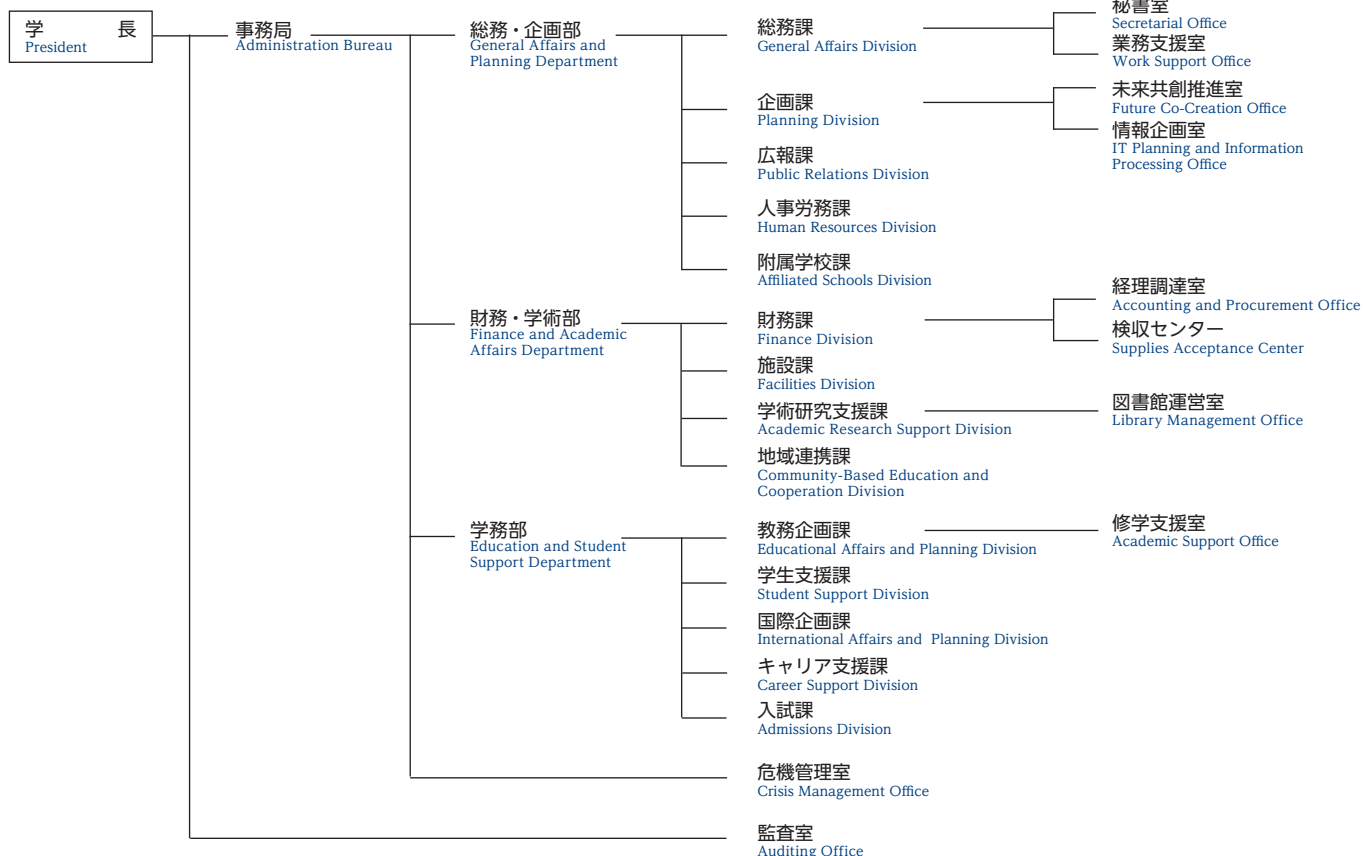 学長
President
事務局
Administration Bureau
総務・企画部
General Affairs and
Planning Department
総務課
General Affairs Division
秘書室
Secretarial Office
業務支援室
Work Support Office
企画課
Planning Division
未来共創推進室
Future Co-Creation Office
情報企画室
IT Planning and Information
Processing Office
広報課
Public Relations Division
人事労務課
Human Resources Division
附属学校課
Affiliated Schools Division
財務・学術部
Finance and Academic
Affairs Department
財務課
Finance Division
経理調達室
Accounting and Procurement Office
検収センター
Supplies Acceptance Center
施設課
Facilities Division
学術研究支援課
Academic Research Support Division
図書館運営室
Library Management Office
地域連携課
Community-Based Education and
Cooperation Division
学務部
Education and Student
Support Department
教務企画課
Educational Affairs and Planning Division
修学支援室
Academic Support Office
学生支援課
Student Support Division
国際企画課
International Affairs and Planning Division
キャリア支援課
Career Support Division
入試課
Admissions Division
危機管理室
Crisis Management Office
監査室
Auditing Office